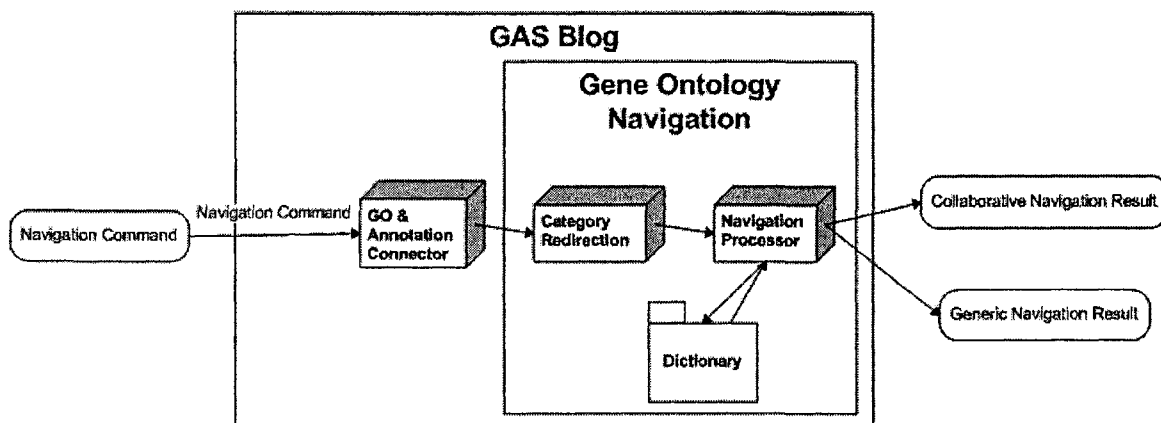 GAS Blog
Gene Ontology
Navigation
Navigation Command
Navigation Command
GO &
Annotation
Connector
Category
Redirection
Navigation
Processor
Dictionary
Collaborative Navigation Result
Generic Navigation Result